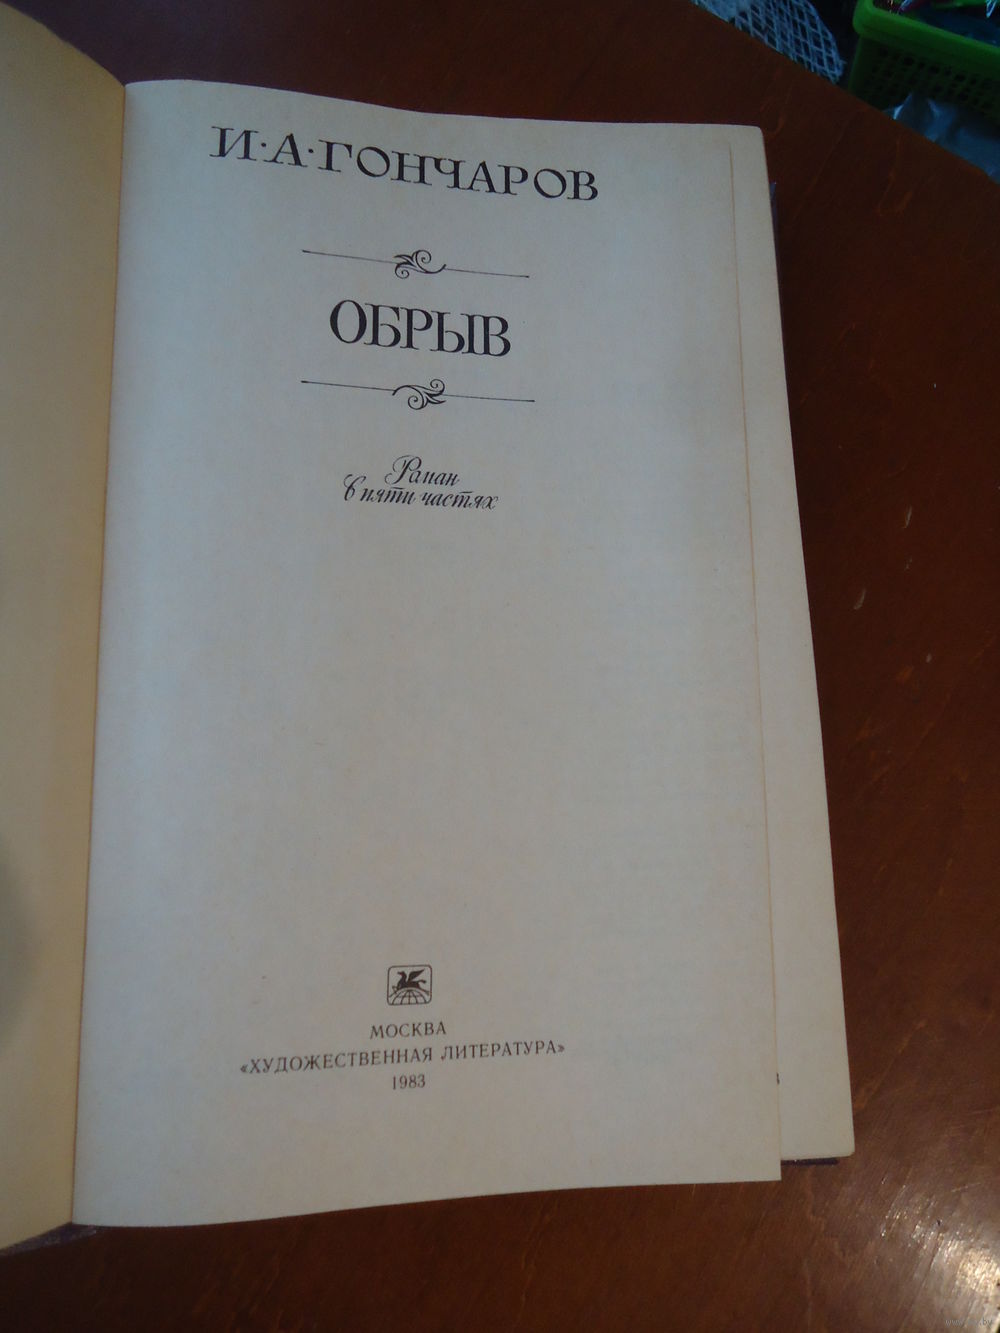 И·А·ГОНЧАРОВ
ОБРЫВ
Роман
в пяти частях
МОСКВА
«ХУДОЖЕСТВЕННАЯ ЛИТЕРАТУРА»
1983